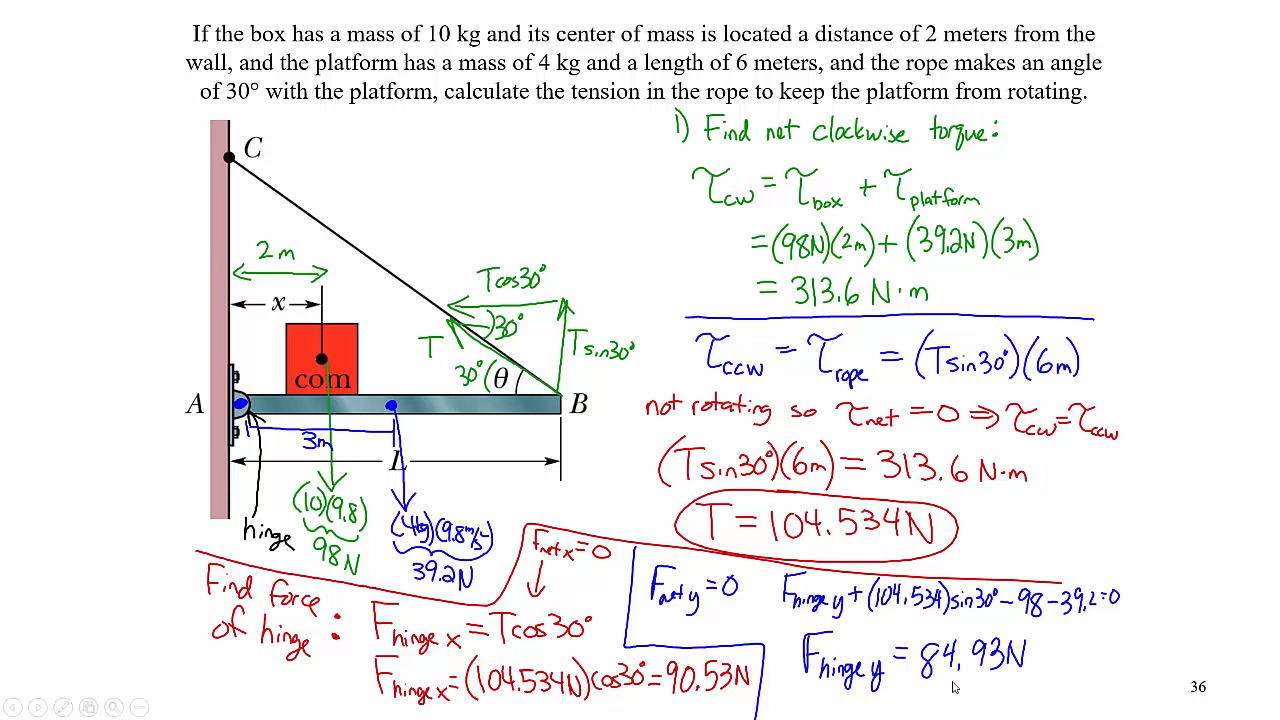 If the box has a mass of 10 kg and its center of mass is located a distance of 2 meters from the
wall, and the platform has a mass of 4 kg and a length of 6 meters, and the rope makes an angle
of 30° with the platform, calculate the tension in the rope to keep the platform from rotating.
1) Find net clockwise torque:
τcw = τbox + τplatform
= (98N)(2m) + (39.2N)(3m)
= 313.6 N·m
τccw = τrope = (Tsin30°)(6m)
not rotating so τnet = 0 ⇒ τcw = τccw
(Tsin30°)(6m) = 313.6 N·m
T = 104.534N
C
2m
x
Tcos30°
30°
T
Tsin30°
30°
θ
com
A
B
3m
L
hinge
(10)(9.8)
98N
(4kg)(9.8m/s²)
39.2N
Find force
of hinge:
Fnet x = 0
Fhinge x = Tcos30°
Fhinge x = (104.534N)cos30° = 90.53N
Fnet y = 0
Fhinge y + (104.534)sin30° - 98 - 39.2 = 0
Fhinge y = 84.93N
36